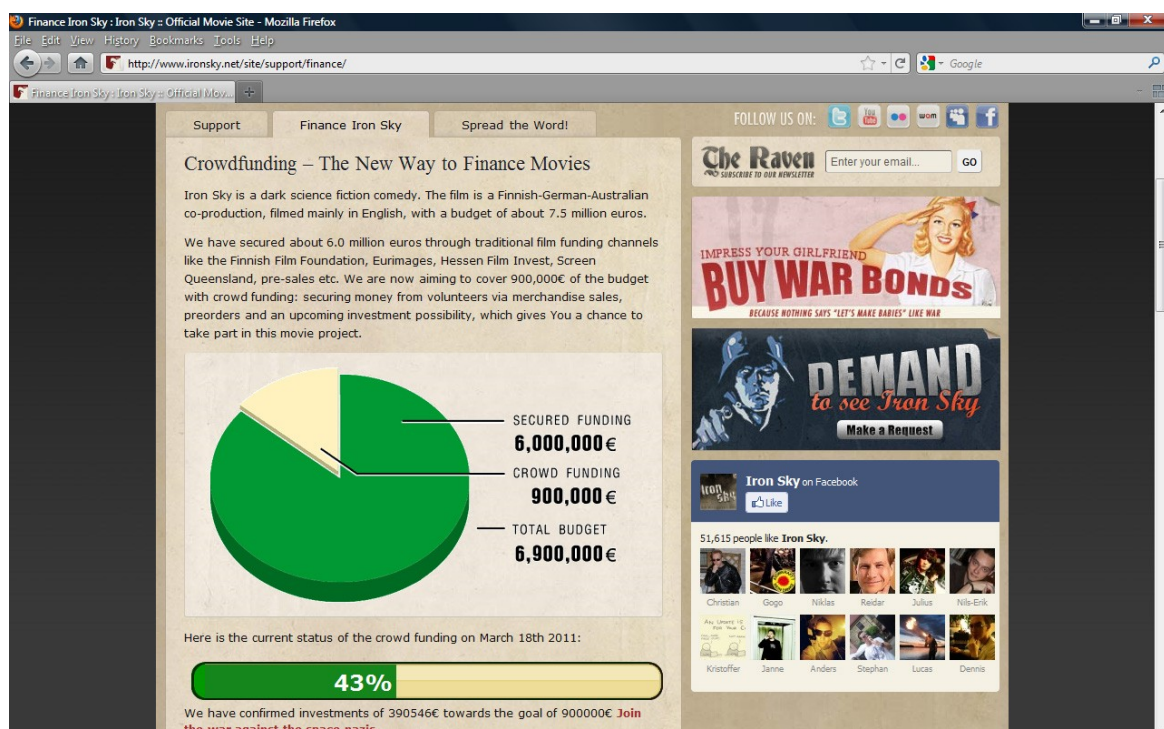 Finance Iron Sky : Iron Sky :: Official Movie Site - Mozilla Firefox
File Edit View History Bookmarks Tools Help
http://www.ironsky.net/site/support/finance/
Google
Finance Iron Sky : Iron Sky :: Official Mov...
Support Finance Iron Sky Spread the Word!
FOLLOW US ON:
You Tube
wom
Crowdfunding – The New Way to Finance Movies
Iron Sky is a dark science fiction comedy. The film is a Finnish-German-Australian
co-production, filmed mainly in English, with a budget of about 7.5 million euros.
We have secured about 6.0 million euros through traditional film funding channels
like the Finnish Film Foundation, Eurimages, Hessen Film Invest, Screen
Queensland, pre-sales etc. We are now aiming to cover 900,000€ of the budget
with crowd funding: securing money from volunteers via merchandise sales,
preorders and an upcoming investment possibility, which gives You a chance to
take part in this movie project.
SECURED FUNDING
6,000,000€
CROWD FUNDING
900,000€
TOTAL BUDGET
6,900,000€
Here is the current status of the crowd funding on March 18th 2011:
43%
We have confirmed investments of 390546€ towards the goal of 900000€ Join
the war against the space nazis
The Raven
SUBSCRIBE TO OUR NEWSLETTER
Enter your email... GO
IMPRESS YOUR GIRLFRIEND
BUY WAR BONDS
BECAUSE NOTHING SAYS "LET'S MAKE BABIES" LIKE WAR
DEMAND
to see Iron Sky
Make a Request
Iron Sky
Iron Sky on Facebook
Like
51,615 people like Iron Sky.
Christian Gogo Niklas Reidar Julius Nils-Erik
Kristoffer Janne Anders Stephan Lucas Dennis